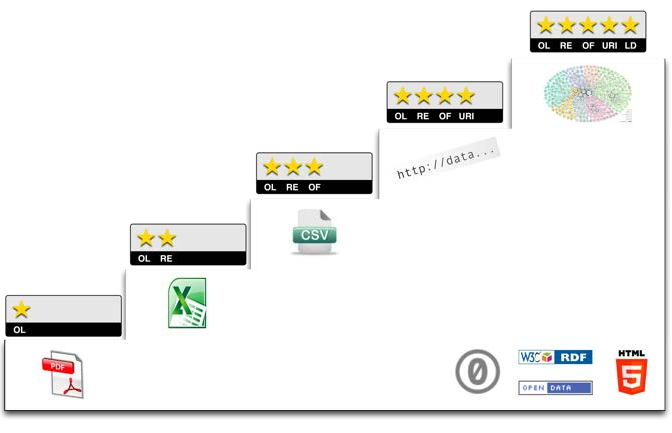 OL RE OF URI LD
OL RE OF URI
http://data...
OL RE OF
CSV
OL RE
X
OL
PDF
0
W3C RDF
OPEN DATA
HTML
5